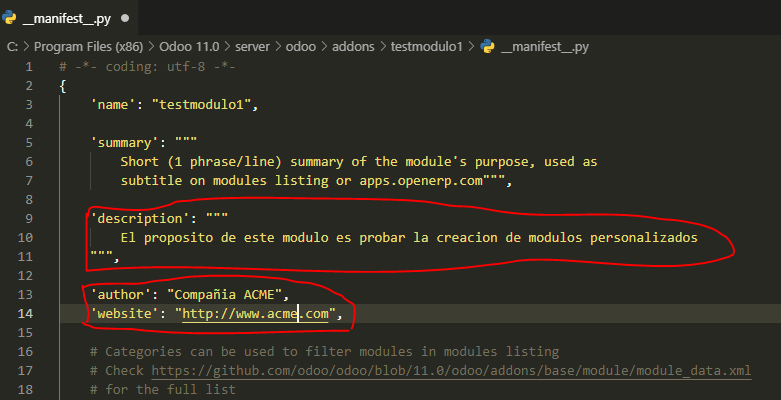 __manifest__.py ●
C: > Program Files (x86) > Odoo 11.0 > server > odoo > addons > testmodulo1 > __manifest__.py
1 # -*- coding: utf-8 -*-
2 {
3 'name': "testmodulo1",
4
5 'summary': """
6 Short (1 phrase/line) summary of the module's purpose, used as
7 subtitle on modules listing or apps.openerp.com""",
8
9 'description': """
10 El proposito de este modulo es probar la creacion de modulos personalizados
11 """,
12
13 'author': "Compañia ACME",
14 'website': "http://www.acme.com",
15
16 # Categories can be used to filter modules in modules listing
17 # Check https://github.com/odoo/odoo/blob/11.0/odoo/addons/base/module/module_data.xml
18 # for the full list